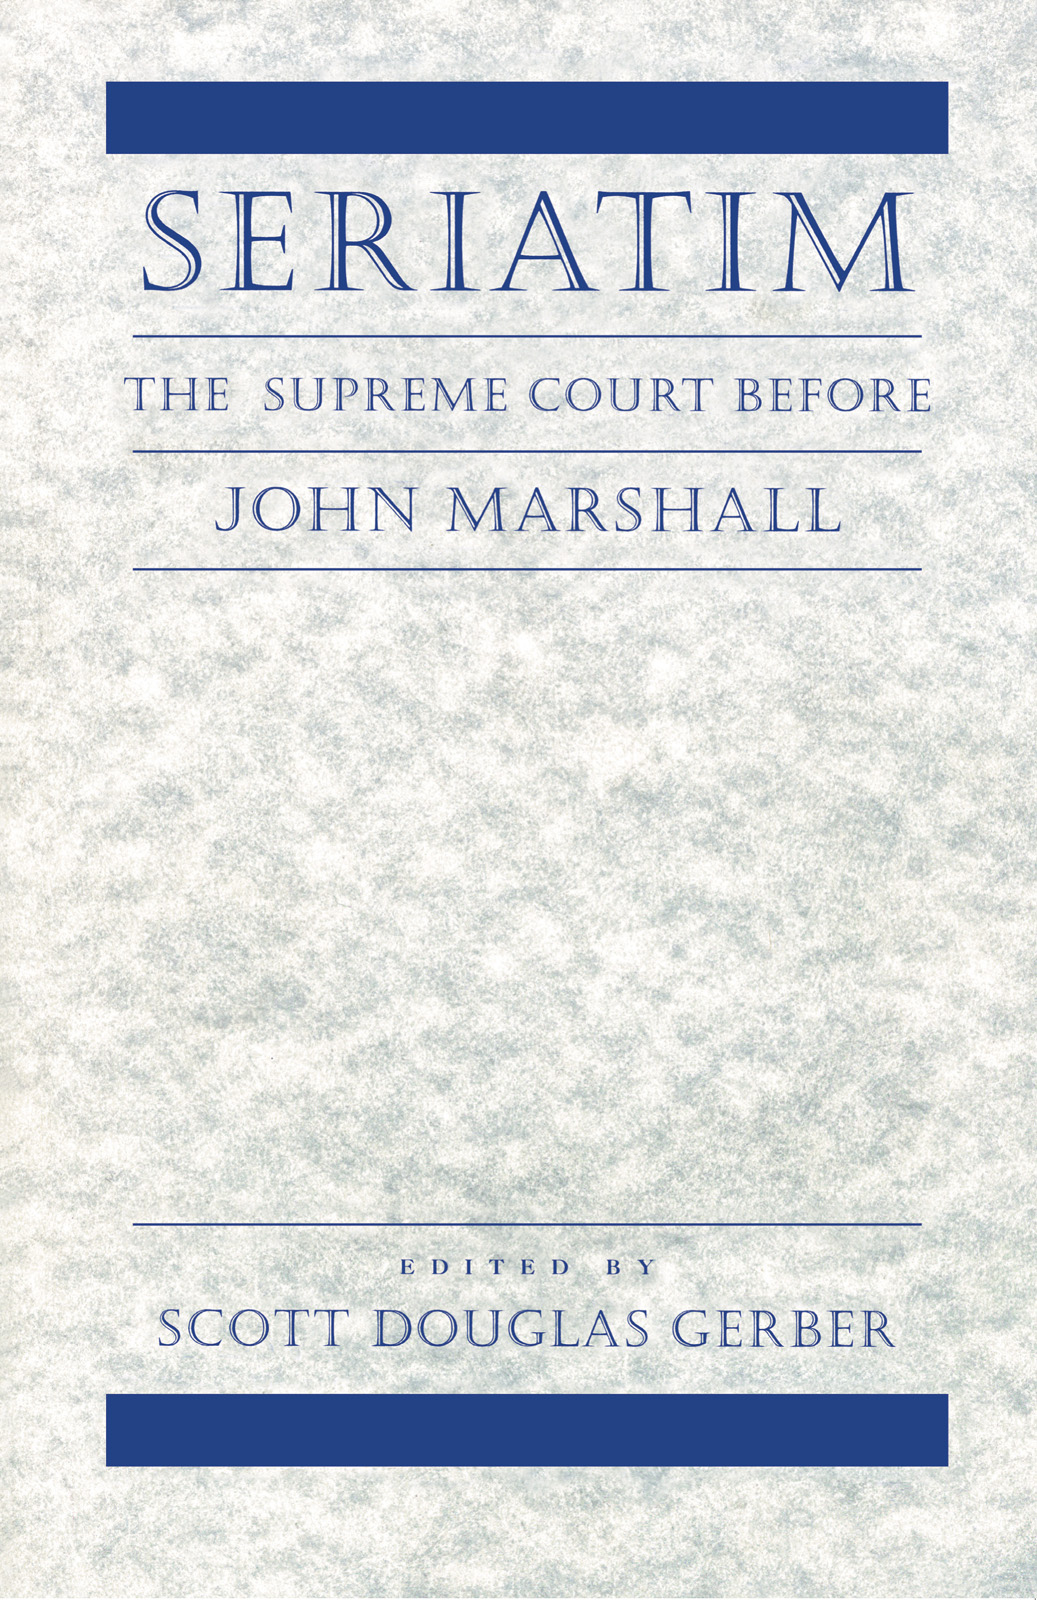 SERIATIM
THE SUPREME COURT BEFORE
JOHN MARSHALL
EDITED BY
SCOTT DOUGLAS GERBER